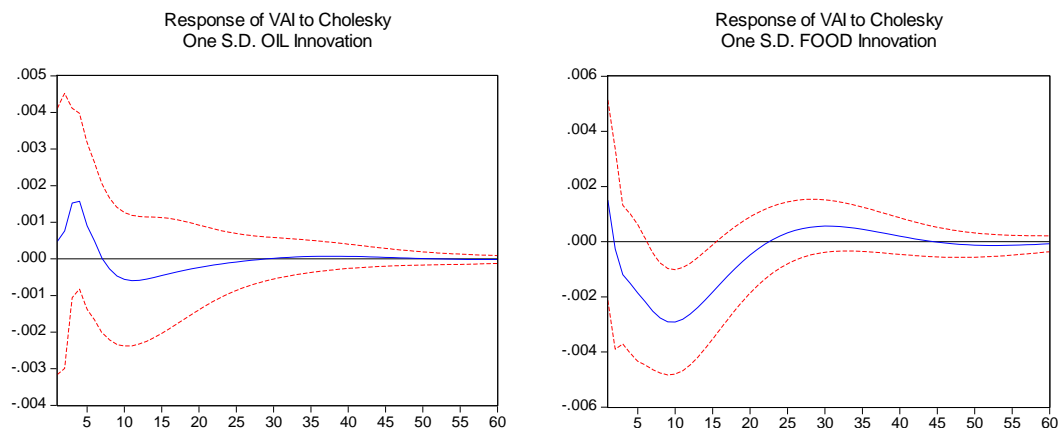 Response of VAI to Cholesky
One S.D. OIL Innovation
.005
.004
.003
.002
.001
.000
-.001
-.002
-.003
-.004
5 10 15 20 25 30 35 40 45 50 55 60
Response of VAI to Cholesky
One S.D. FOOD Innovation
.006
.004
.002
.000
-.002
-.004
-.006
5 10 15 20 25 30 35 40 45 50 55 60